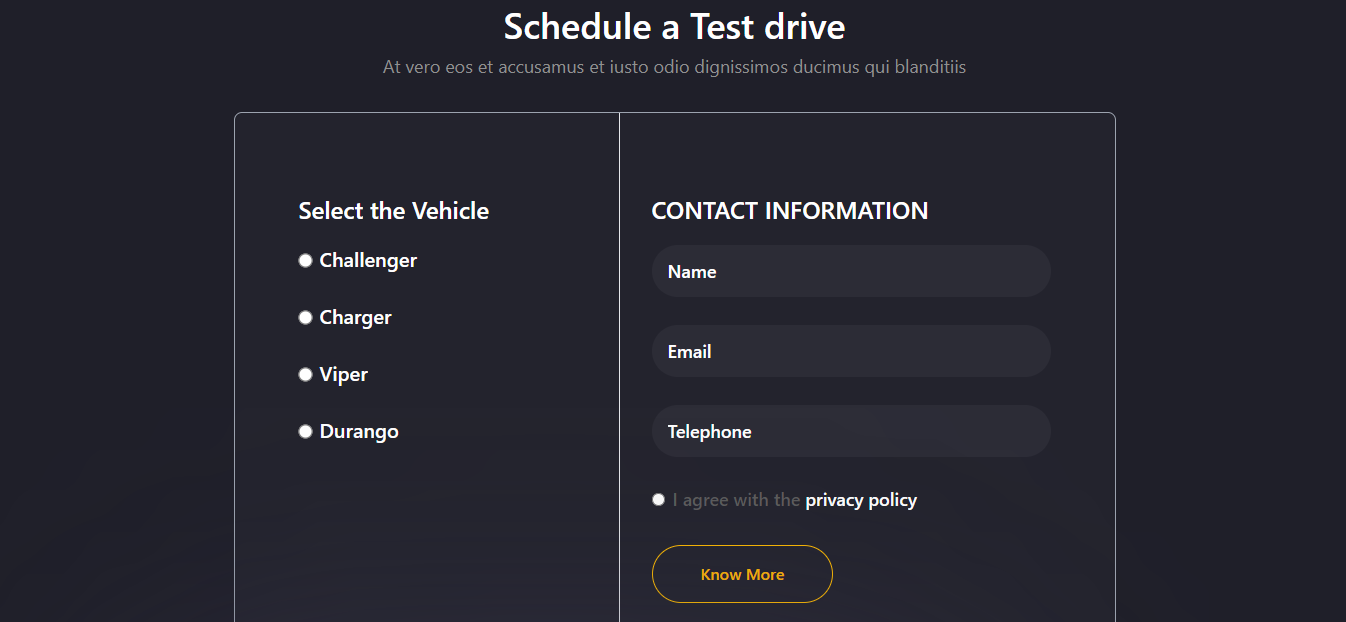 Schedule a Test drive
At vero eos et accusamus et iusto odio dignissimos ducimus qui blanditiis
Select the Vehicle
Challenger
Charger
Viper
Durango
CONTACT INFORMATION
Name
Email
Telephone
I agree with the privacy policy
Know More